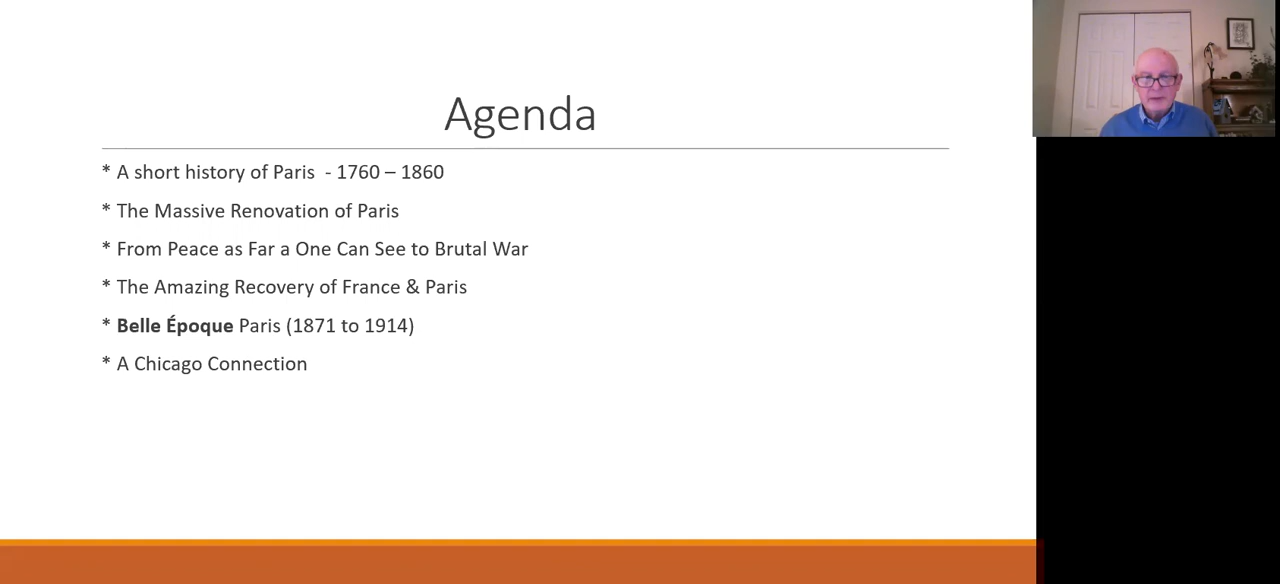 Agenda
* A short history of Paris - 1760 – 1860
* The Massive Renovation of Paris
* From Peace as Far a One Can See to Brutal War
* The Amazing Recovery of France & Paris
* Belle Époque Paris (1871 to 1914)
* A Chicago Connection